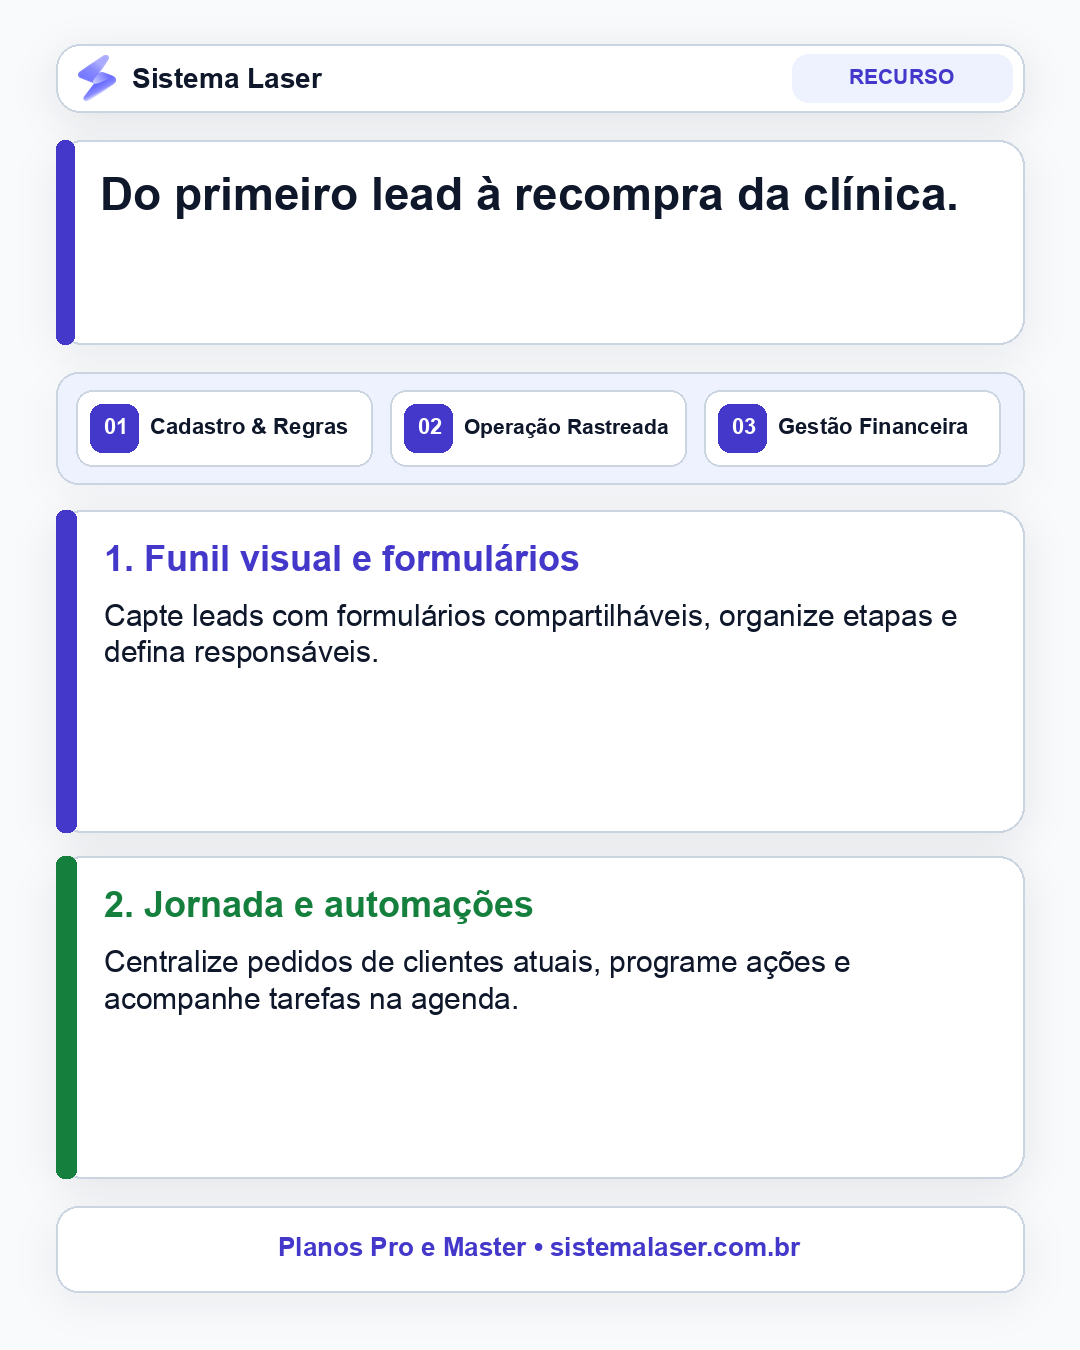 Sistema Laser
RECURSO
Do primeiro lead à recompra da clínica.
01 Cadastro & Regras
02 Operação Rastreada
03 Gestão Financeira
1. Funil visual e formulários
Capte leads com formulários compartilháveis, organize etapas e
defina responsáveis.
2. Jornada e automações
Centralize pedidos de clientes atuais, programe ações e
acompanhe tarefas na agenda.
Planos Pro e Master • sistemalaser.com.br